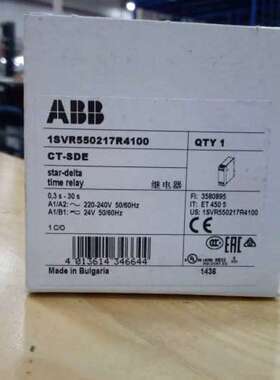 ABB
1SVR550217R4100 QTY 1
CT-SDE
star-delta
time relay 继电器
0,3 s - 30 s FI: 3580895
A1/A2: 220-240V 50/60Hz IT: ET 450 5
A1/B1: 24V 50/60Hz US: 1SVR550217R4100
1 C/O
CE EAC
4 013614 346644
Made in Bulgaria 1436